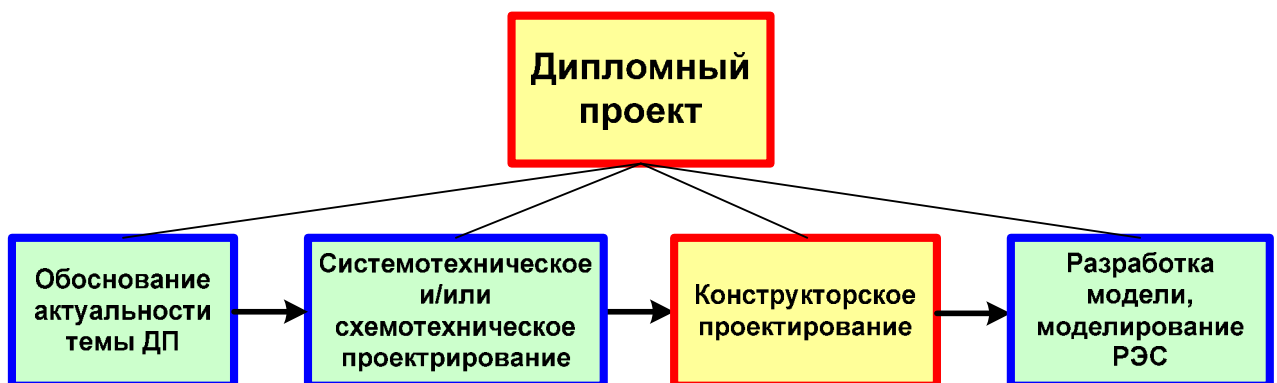 Дипломный
проект
Обоснование
актуальности
темы ДП
Системотехническое
и/или
схемотехническое
проектрирование
Конструкторское
проектирование
Разработка
модели,
моделирование
РЭС